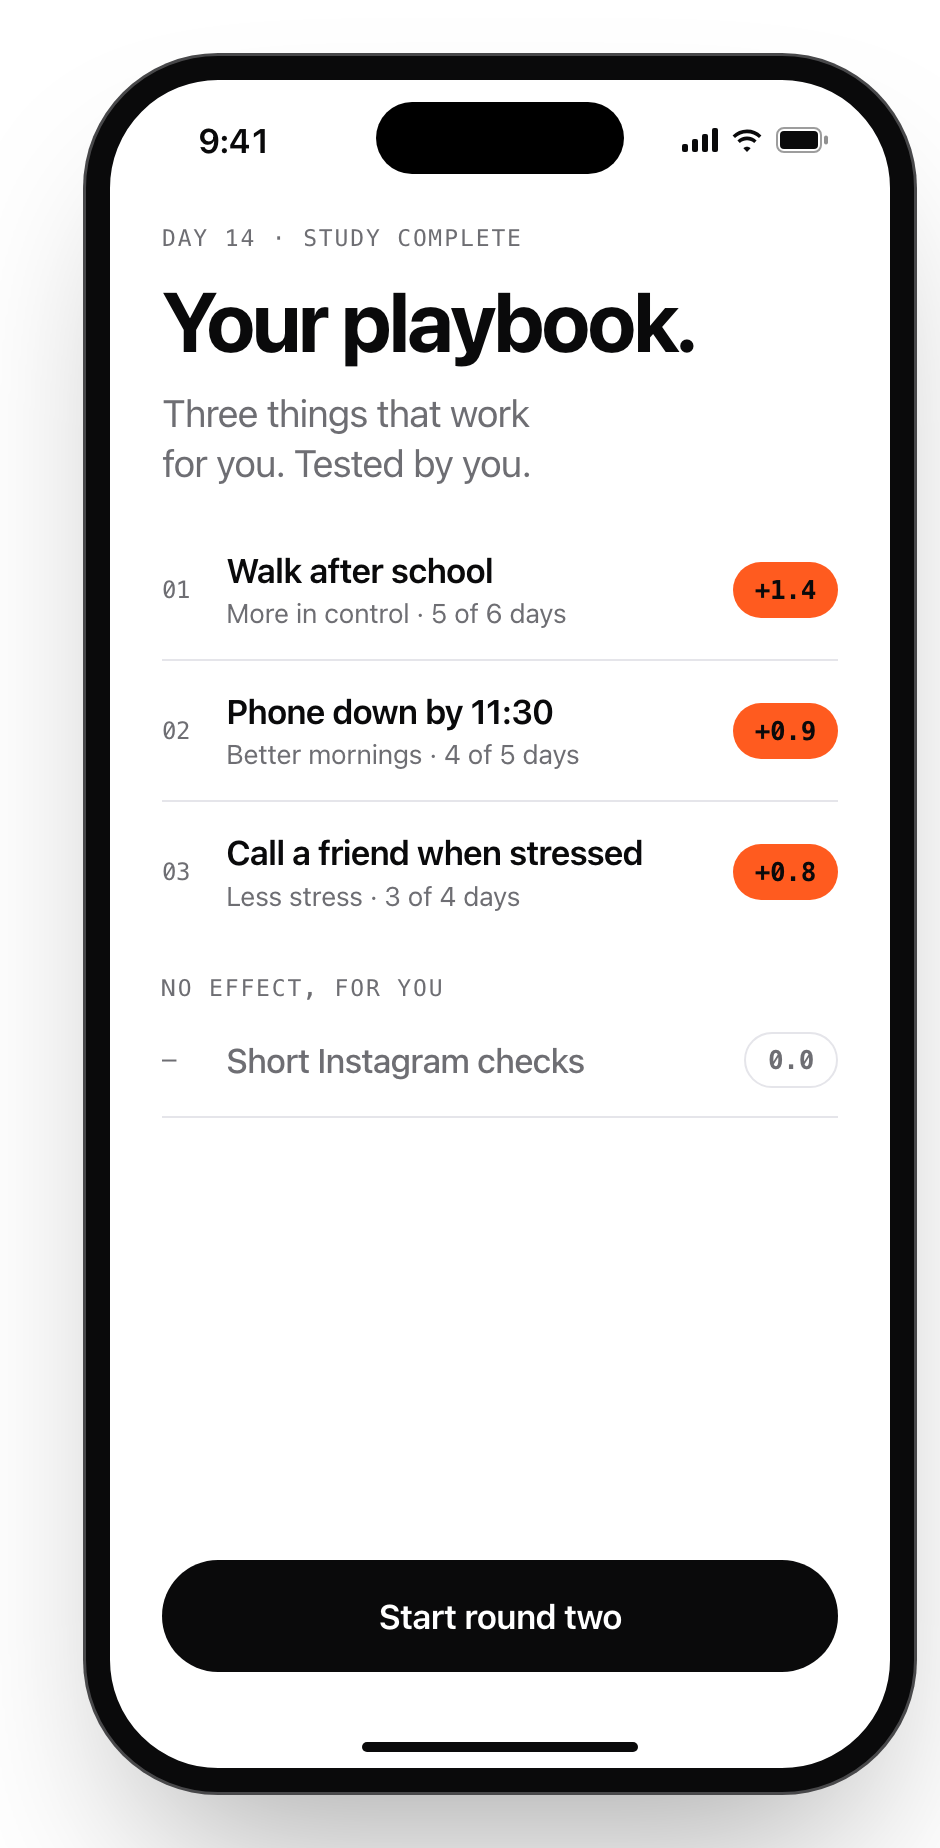 9:41
DAY 14 · STUDY COMPLETE
Your playbook.
Three things that work
for you. Tested by you.
01
Walk after school
More in control · 5 of 6 days
+1.4
02
Phone down by 11:30
Better mornings · 4 of 5 days
+0.9
03
Call a friend when stressed
Less stress · 3 of 4 days
+0.8
NO EFFECT, FOR YOU
– Short Instagram checks
0.0
Start round two